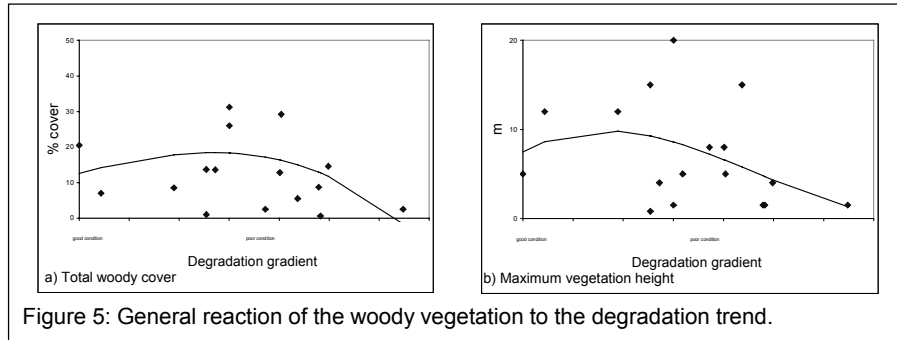 50
40
30
20
10
0
% cover
good condition poor condition
Degradation gradient
a) Total woody cover
20
10
0
m
good condition poor condition
Degradation gradient
b) Maximum vegetation height
Figure 5: General reaction of the woody vegetation to the degradation trend.